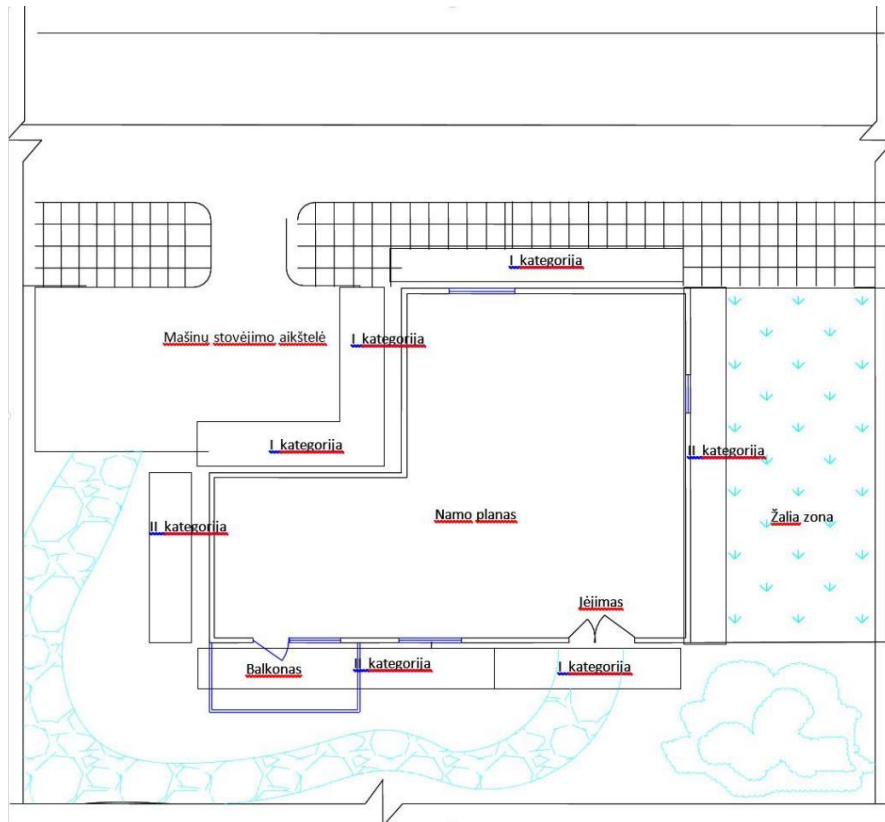 I kategorija
Mašinų stovėjimo aikštelė
I kategorija
I kategorija
II kategorija
II kategorija
Namo planas
Žalia zona
Įėjimas
Balkonas
II kategorija
I kategorija